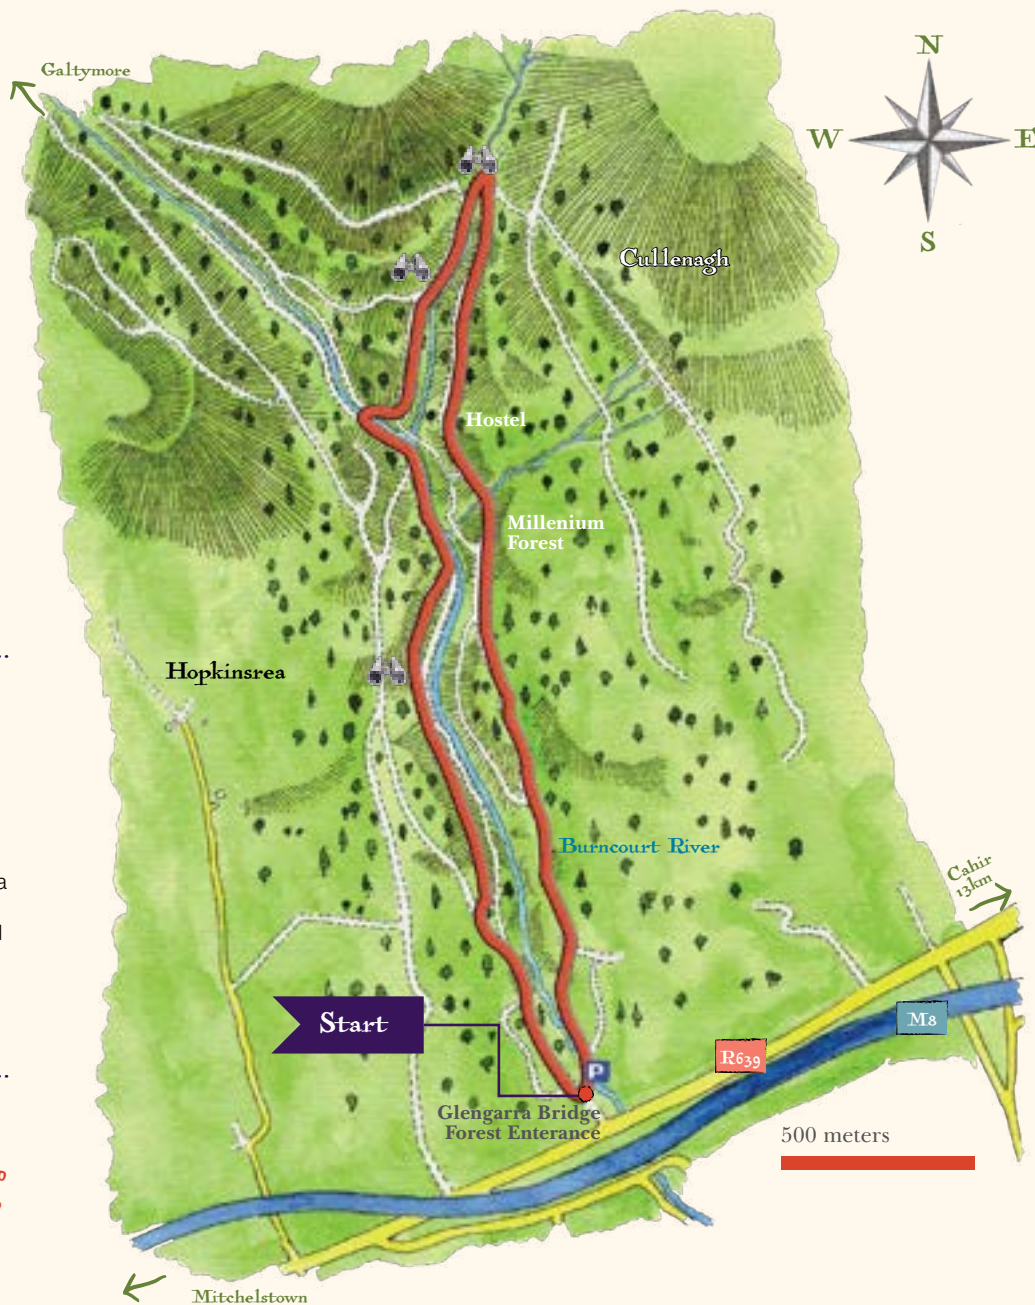 N
Galtymore
W
E
S
Cullenagh
Hostel
Millenium
Forest
Hopkinsrea
Burncourt River
Cahir
13km
Start
M8
R639
P
Glengarra Bridge
Forest Enterance
500 meters
Mitchelstown